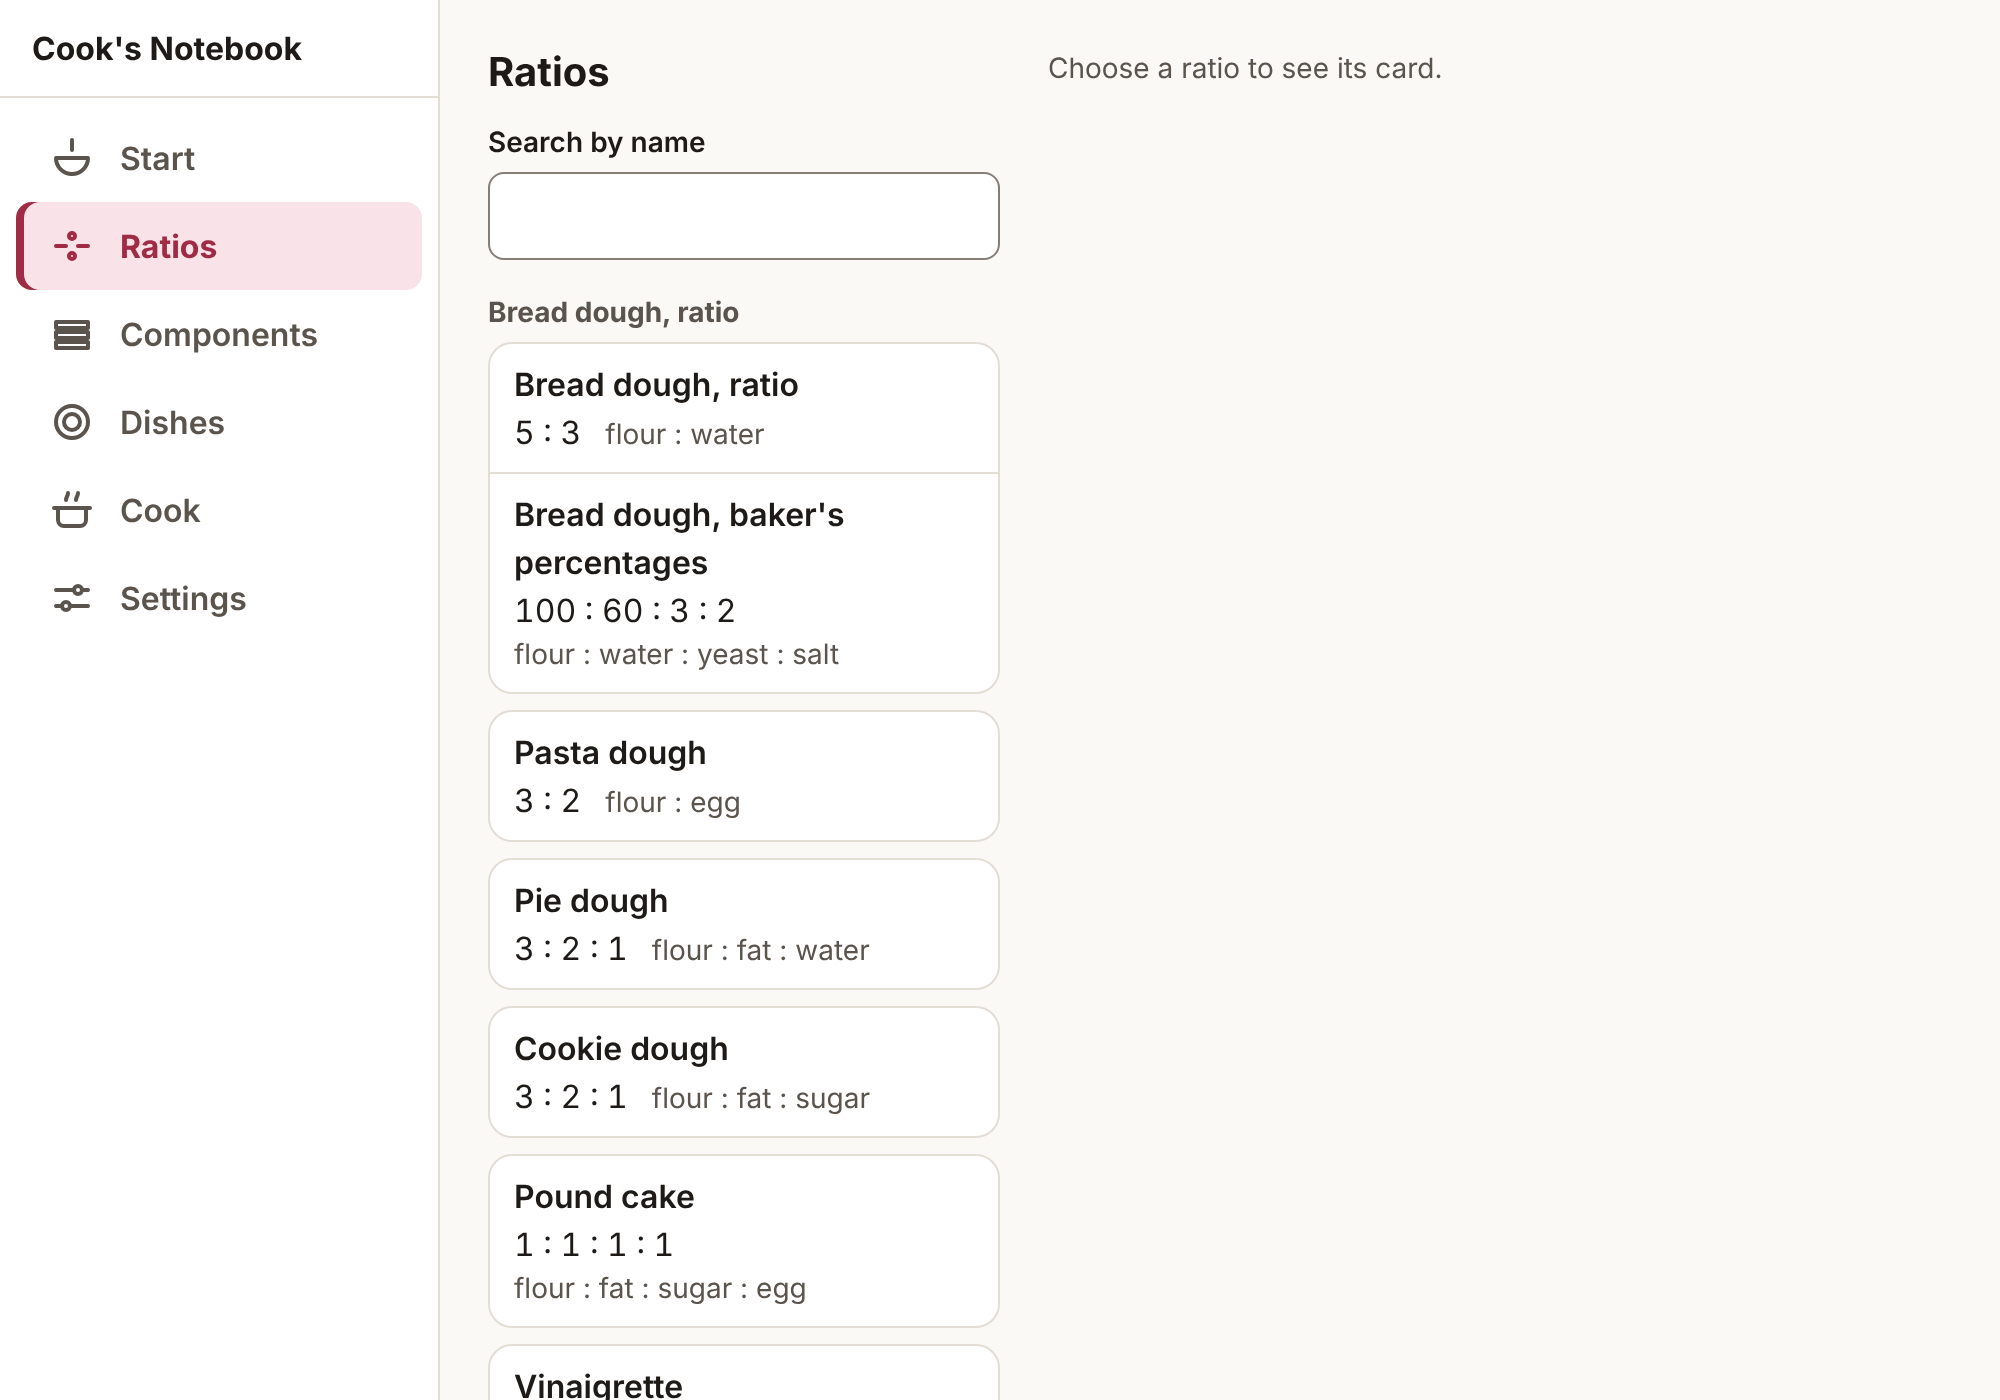 Cook's Notebook
Start
Ratios
Components
Dishes
Cook
Settings
Ratios
Search by name
Bread dough, ratio
Bread dough, ratio
5 : 3 flour : water
Bread dough, baker's
percentages
100 : 60 : 3 : 2
flour : water : yeast : salt
Pasta dough
3 : 2 flour : egg
Pie dough
3 : 2 : 1 flour : fat : water
Cookie dough
3 : 2 : 1 flour : fat : sugar
Pound cake
1 : 1 : 1 : 1
flour : fat : sugar : egg
Vinaigrette
Choose a ratio to see its card.